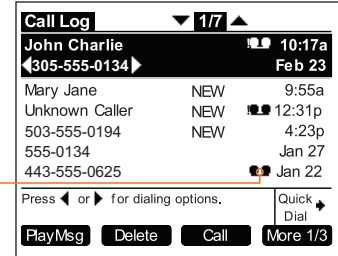 Call Log 1/7
John Charlie 10:17a
305-555-0134 Feb 23
Mary Jane NEW 9:55a
Unknown Caller NEW 12:31p
503-555-0194 NEW 4:23p
555-0134 Jan 27
443-555-0625 Jan 22
Press or for dialing options. Quick
Dial
PlayMsg Delete Call More 1/3